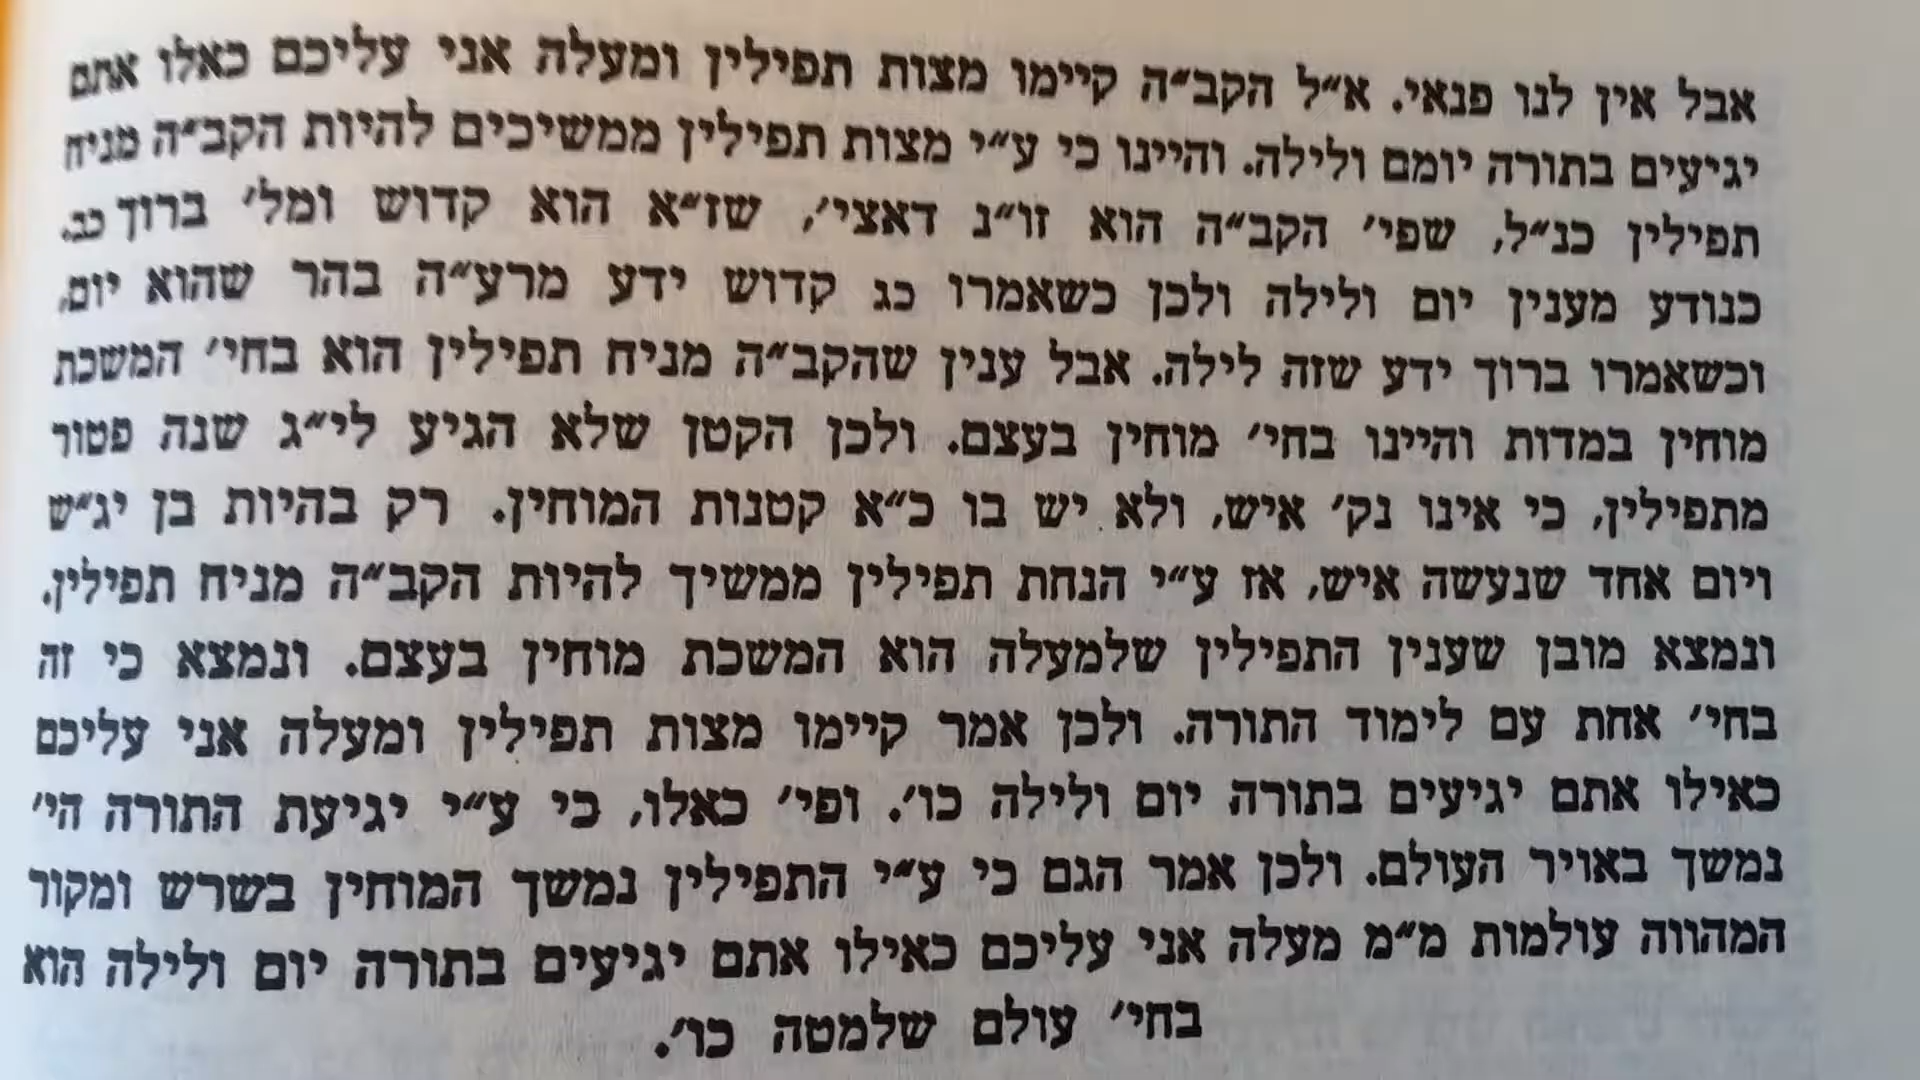 אבל אין לנו פנאי. א״ל הקב״ה קיימו מצות תפילין ומעלה אני עליכם כאלו אתם
יגיעים בתורה יומם ולילה. והיינו כי ע״י מצות תפילין ממשיכים להיות הקב״ה מניח
תפילין כנ״ל, שפי׳ הקב״ה הוא זו״נ דאצי׳, שז״א הוא קדוש ומל׳ ברוך כב.
כנודע מענין יום ולילה ולכן כשאמרו כג קדוש ידע מרע״ה בהר שהוא יום,
וכשאמרו ברוך ידע שזה לילה. אבל ענין שהקב״ה מניח תפילין הוא בחי׳ המשכת
מוחין במדות והיינו בחי׳ מוחין בעצם. ולכן הקטן שלא הגיע לי״ג שנה פטור
מתפילין, כי אינו נק׳ איש, ולא יש בו כ״א קטנות המוחין. רק בהיות בן יג״ש
ויום אחד שנעשה איש, אז ע״י הנחת תפילין ממשיך להיות הקב״ה מניח תפילין.
ונמצא מובן שענין התפילין שלמעלה הוא המשכת מוחין בעצם. ונמצא כי זה
בחי׳ אחת עם לימוד התורה. ולכן אמר קיימו מצות תפילין ומעלה אני עליכם
כאילו אתם יגיעים בתורה יום ולילה כו׳. ופי׳ כאלו, כי ע״י יגיעת התורה הי׳
נמשך באויר העולם. ולכן אמר הגם כי ע״י התפילין נמשך המוחין בשרש ומקור
המהווה עולמות מ״מ מעלה אני עליכם כאילו אתם יגיעים בתורה יום ולילה הוא
בחי׳ עולם שלמטה כו׳.